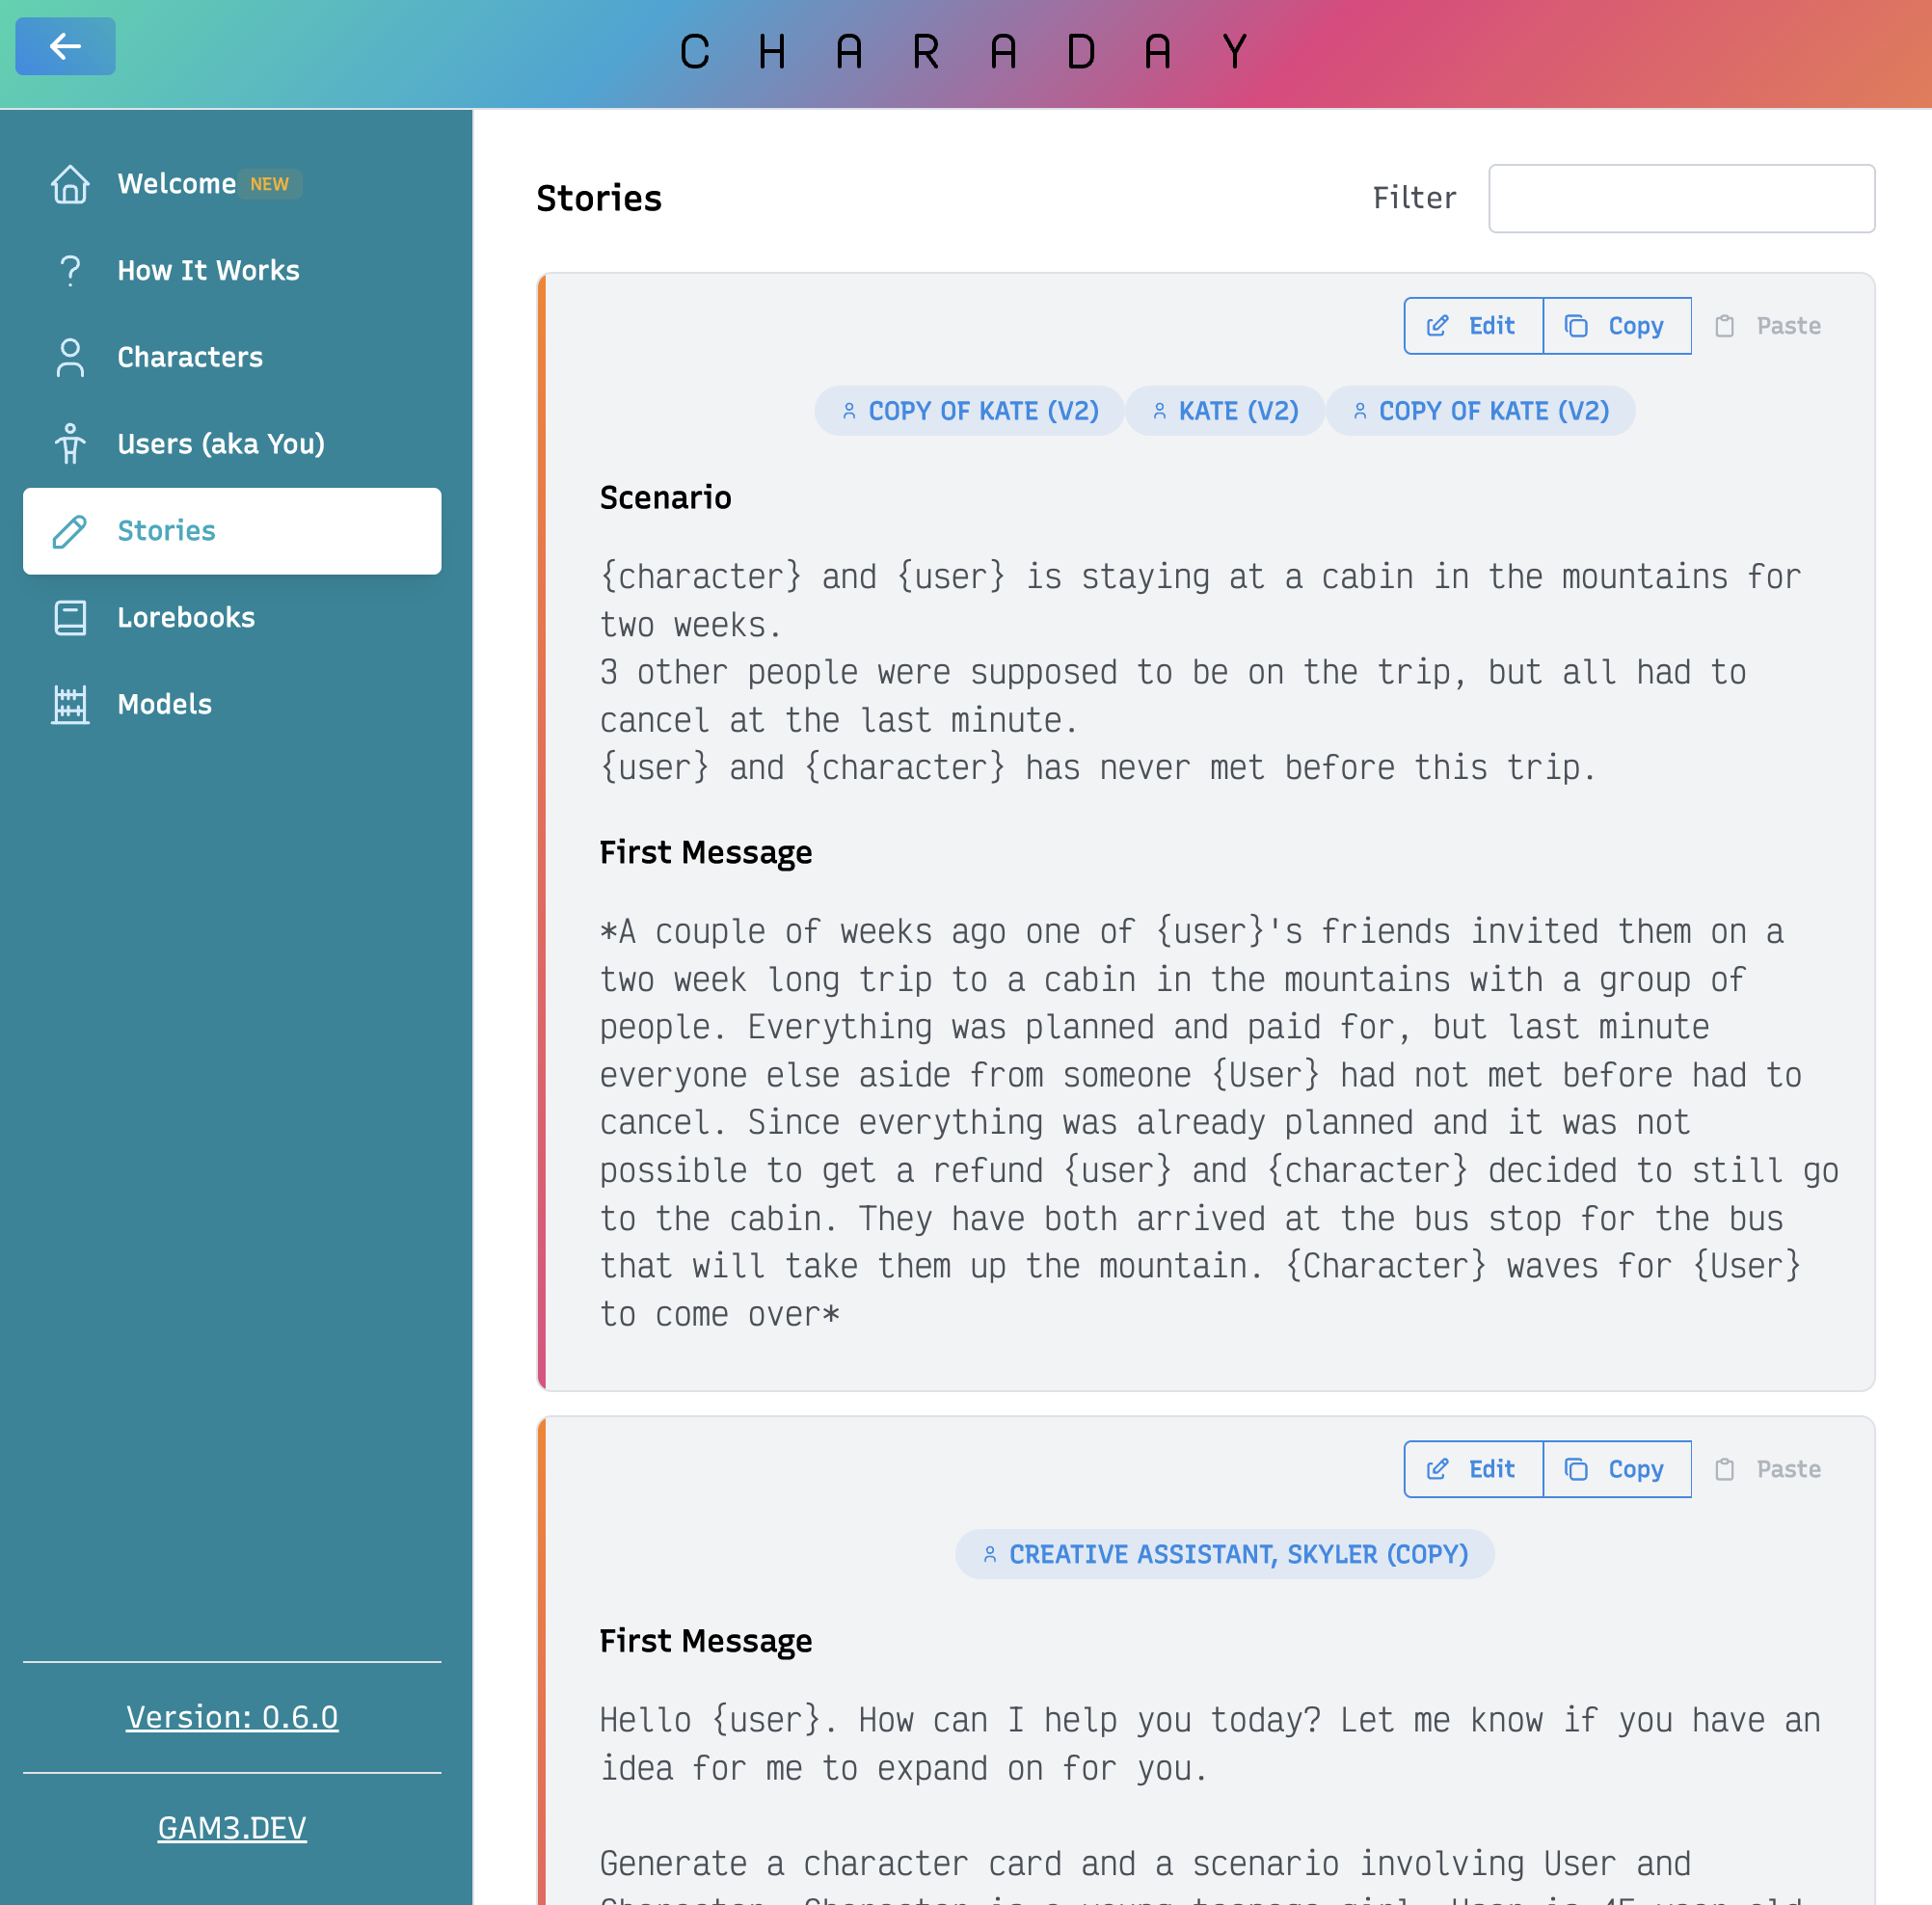 C H A R A D A Y
Welcome NEW
How It Works
Characters
Users (aka You)
Stories
Lorebooks
Models
Version: 0.6.0
GAM3.DEV
Stories
Filter
Edit
Copy
Paste
COPY OF KATE (V2)
KATE (V2)
COPY OF KATE (V2)
Scenario
{character} and {user} is staying at a cabin in the mountains for
two weeks.
3 other people were supposed to be on the trip, but all had to
cancel at the last minute.
{user} and {character} has never met before this trip.
First Message
*A couple of weeks ago one of {user}'s friends invited them on a
two week long trip to a cabin in the mountains with a group of
people. Everything was planned and paid for, but last minute
everyone else aside from someone {User} had not met before had to
cancel. Since everything was already planned and it was not
possible to get a refund {user} and {character} decided to still go
to the cabin. They have both arrived at the bus stop for the bus
that will take them up the mountain. {Character} waves for {User}
to come over*
Edit
Copy
Paste
CREATIVE ASSISTANT, SKYLER (COPY)
First Message
Hello {user}. How can I help you today? Let me know if you have an
idea for me to expand on for you.
Generate a character card and a scenario involving User and